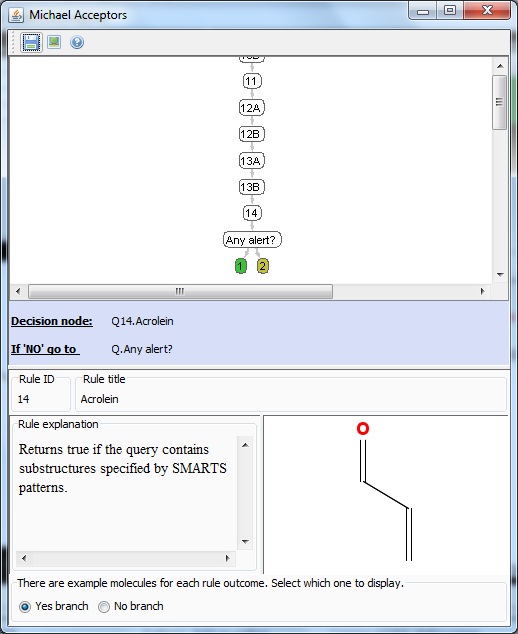 Michael Acceptors
11
12A
12B
13A
13B
14
Any alert?
1 2
Decision node: Q14.Acrolein
If 'NO' go to Q.Any alert?
Rule ID Rule title
14 Acrolein
Rule explanation
Returns true if the query contains
substructures specified by SMARTS
patterns.
O
There are example molecules for each rule outcome. Select which one to display.
Yes branch No branch